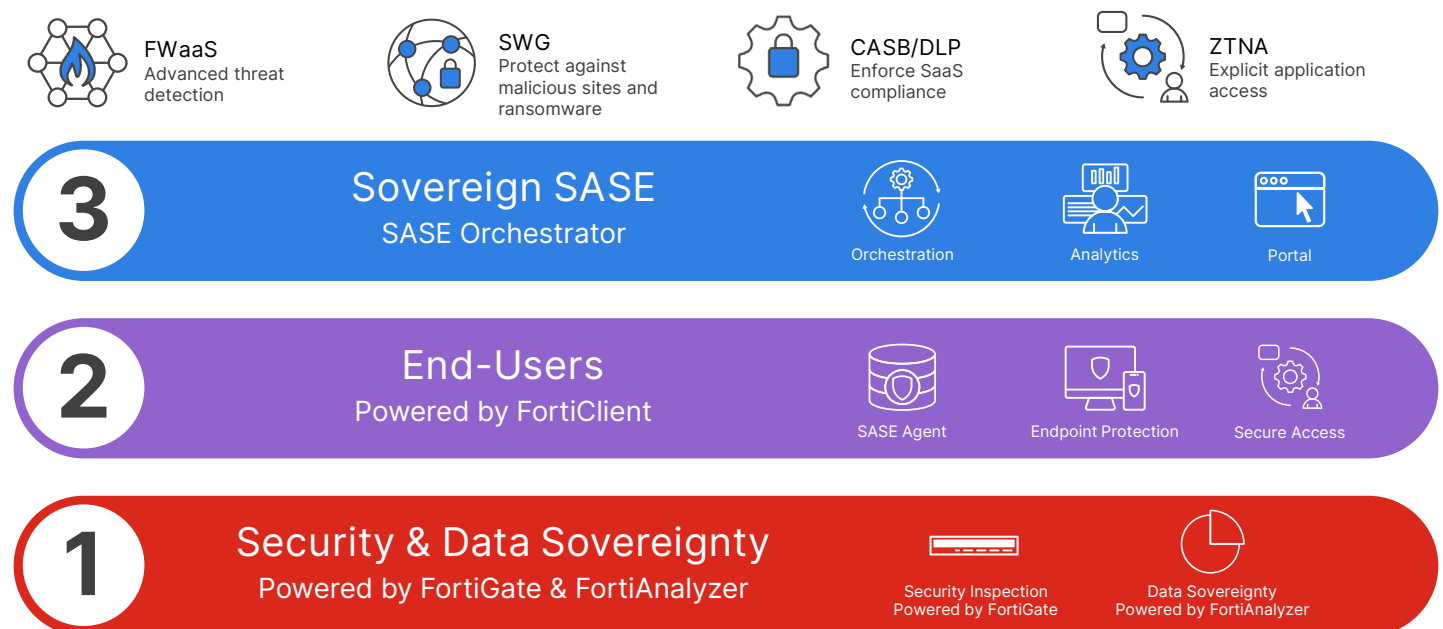 FWaaS
Advanced threat
detection
SWG
Protect against
malicious sites and
ransomware
CASB/DLP
Enforce SaaS
compliance
ZTNA
Explicit application
access
3
Sovereign SASE
SASE Orchestrator
Orchestration
Analytics
Portal
2
End-Users
Powered by FortiClient
SASE Agent
Endpoint Protection
Secure Access
1
Security & Data Sovereignty
Powered by FortiGate & FortiAnalyzer
Security Inspection
Powered by FortiGate
Data Sovereignty
Powered by FortiAnalyzer